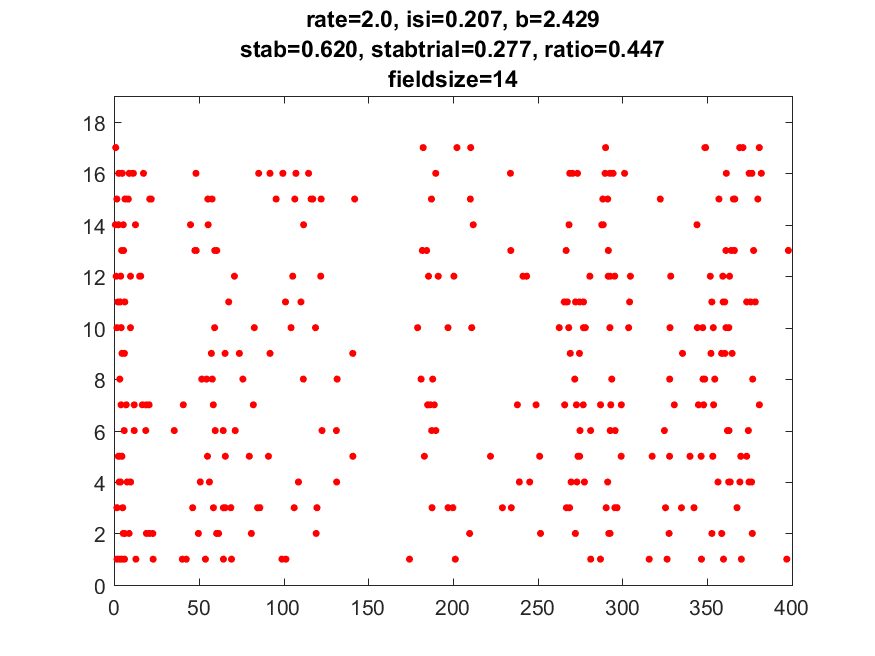 rate=2.0, isi=0.207, b=2.429
stab=0.620, stabtrial=0.277, ratio=0.447
fieldsize=14
18
16
14
12
10
8
6
4
2
0
0 50 100 150 200 250 300 350 400